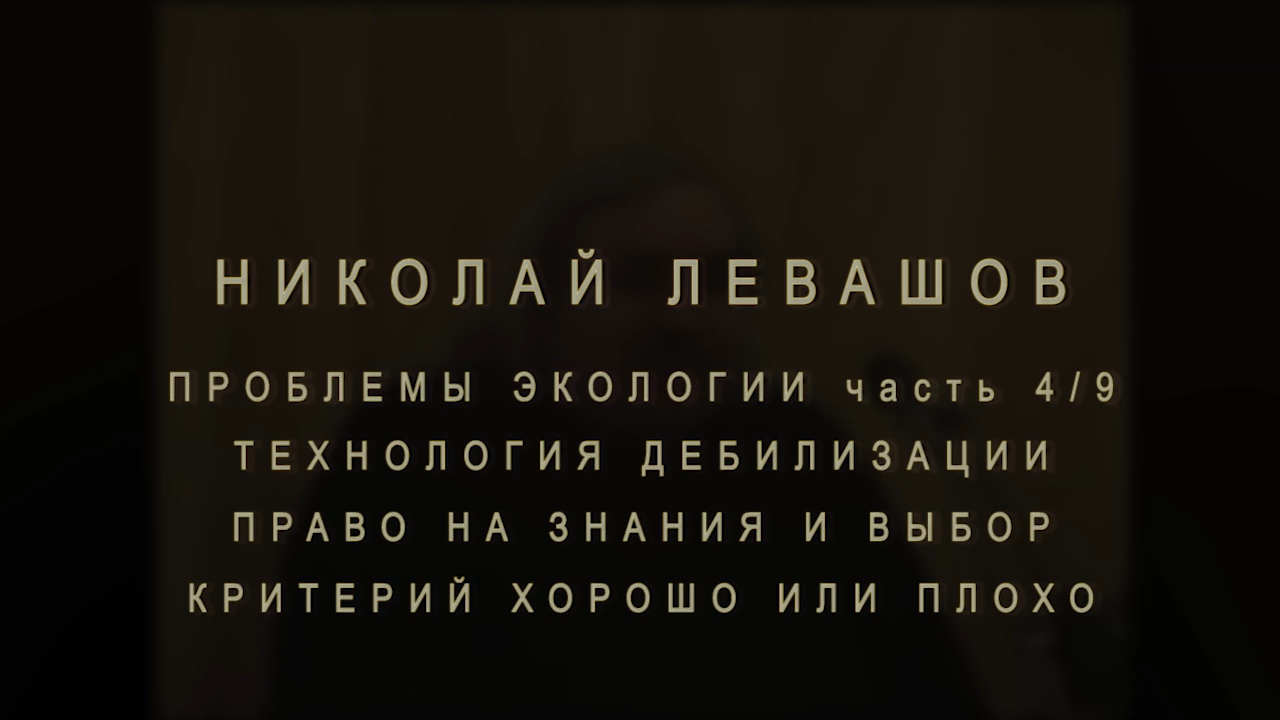 НИКОЛАЙ ЛЕВАШОВ
ПРОБЛЕМЫ ЭКОЛОГИИ часть 4/9
ТЕХНОЛОГИЯ ДЕБИЛИЗАЦИИ
ПРАВО НА ЗНАНИЯ И ВЫБОР
КРИТЕРИЙ ХОРОШО ИЛИ ПЛОХО